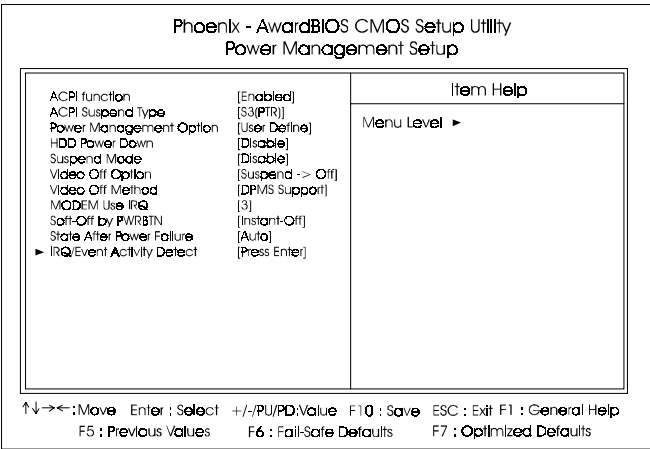 Phoenix - AwardBIOS CMOS Setup Utility
Power Management Setup
ACPI function [Enabled]
ACPI Suspend Type [S3(PTR)]
Power Management Option [User Define]
HDD Power Down [Disable]
Suspend Mode [Disable]
Video Off Option [Suspend -> Off]
Video Off Method [DPMS Support]
MODEM Use IRQ [3]
Soft-Off by PWRBTN [Instant-Off]
State After Power Failure [Auto]
► IRQ/Event Activity Detect [Press Enter]
Item Help
Menu Level ►
↑↓→←:Move Enter : Select +/-/PU/PD:Value F10 : Save ESC : Exit F1 : General Help
F5 : Previous Values F6 : Fail-Safe Defaults F7 : Optimized Defaults